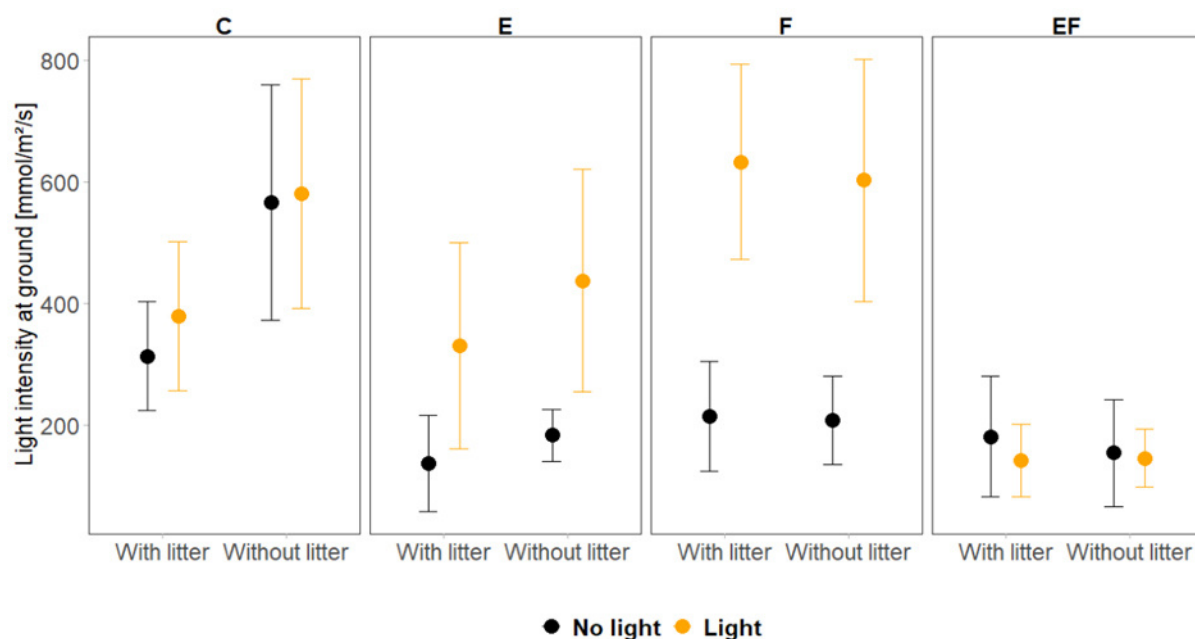 C E F EF
Light intensity at ground [mmol/m²/s]
800
600
400
200
With litter Without litter With litter Without litter With litter Without litter With litter Without litter
No light Light